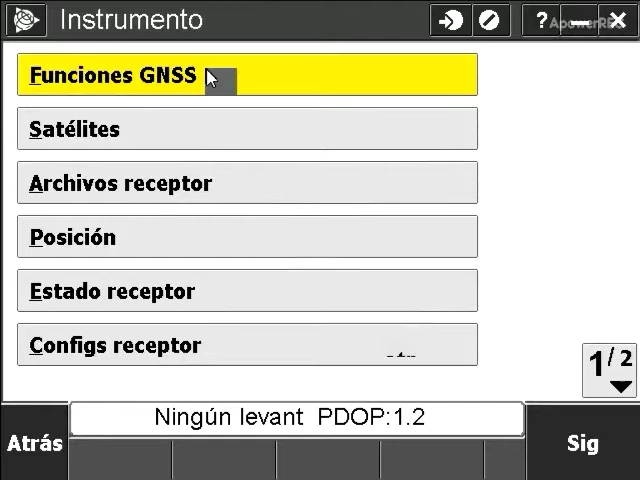 Instrumento
?
Funciones GNSS
Satélites
Archivos receptor
Posición
Estado receptor
Configs receptor
1/2
Ningún levant PDOP:1.2
Atrás
Sig